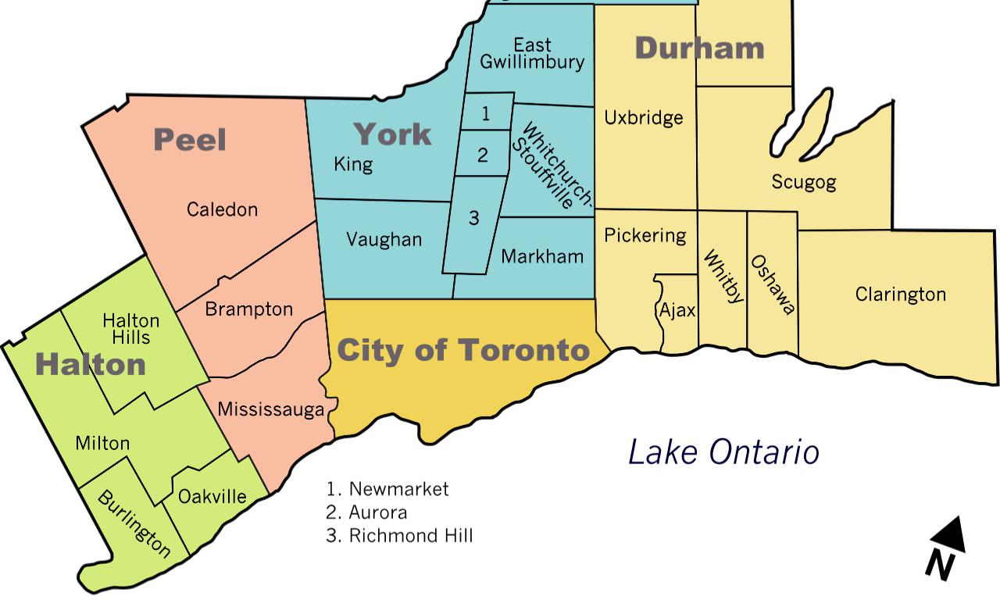 East
Gwillimbury
Durham
1
Uxbridge
Peel
York
Whitchurch-
Stouffville
2
King
Scugog
Caledon
3
Vaughan
Markham
Pickering
Whitby
Oshawa
Ajax
Clarington
Brampton
Halton
Hills
Halton
City of Toronto
Mississauga
Milton
Oakville
Burlington
Lake Ontario
1. Newmarket
2. Aurora
3. Richmond Hill
N